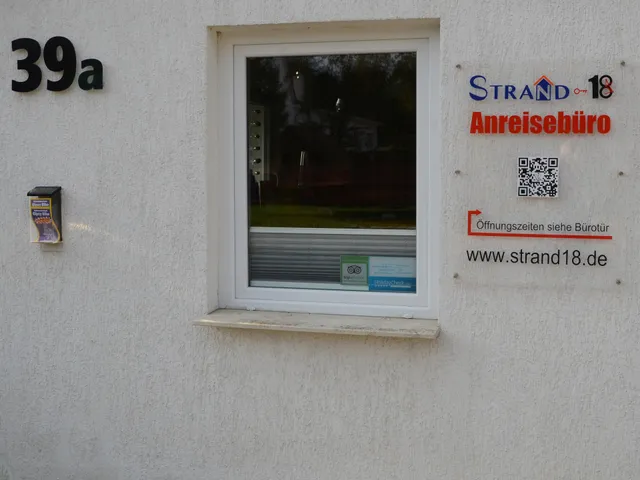 39a
STRAND 18
Anreisebüro
Öffnungszeiten siehe Bürotür
www.strand18.de